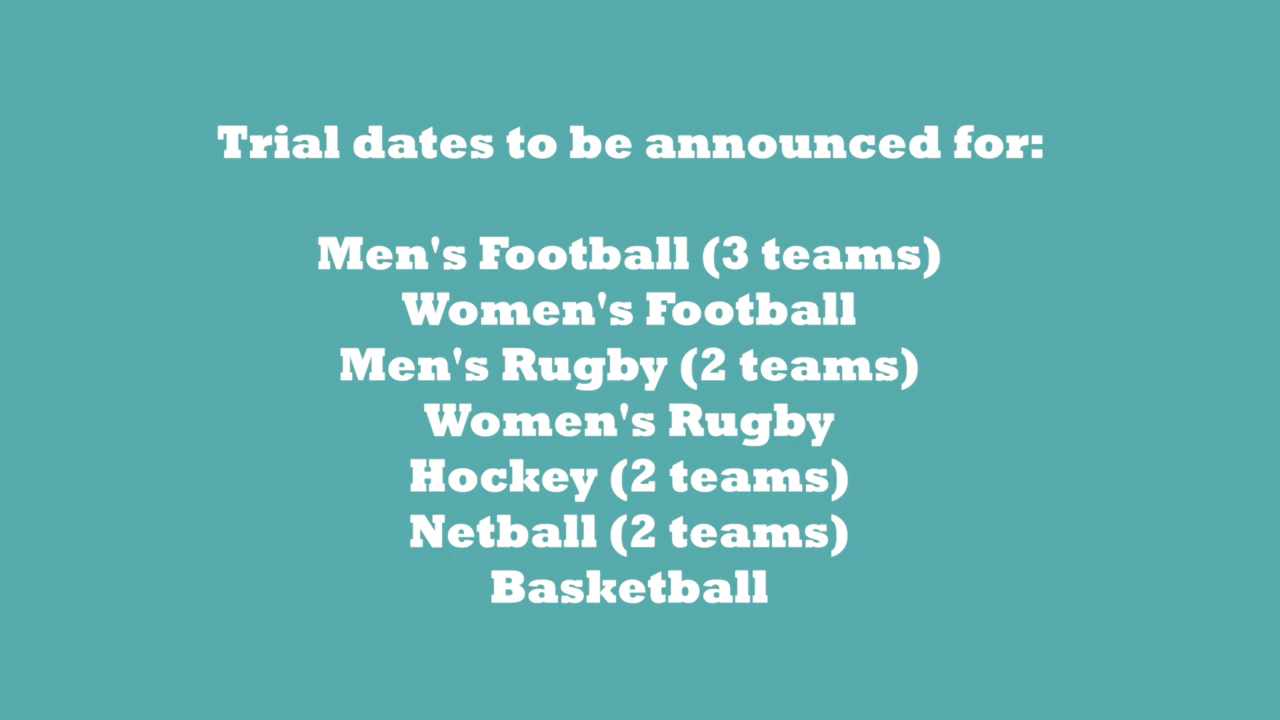 Trial dates to be announced for:
Men's Football (3 teams)
Women's Football
Men's Rugby (2 teams)
Women's Rugby
Hockey (2 teams)
Netball (2 teams)
Basketball